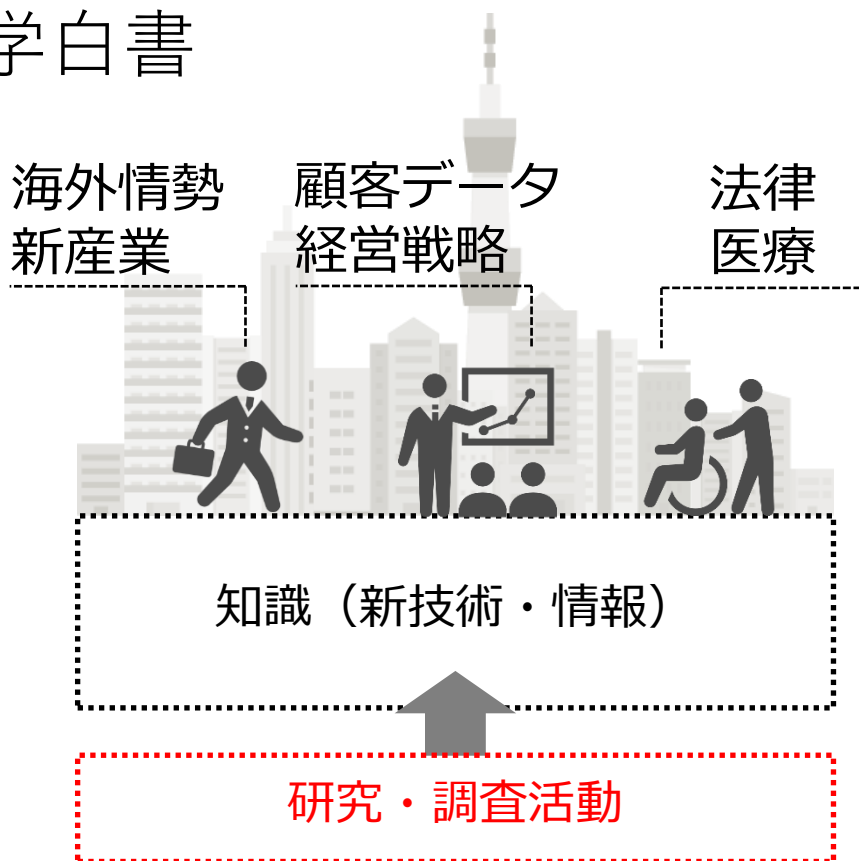 学白書
海外情勢
新産業
顧客データ
経営戦略
法律
医療
知識（新技術・情報）
研究・調査活動